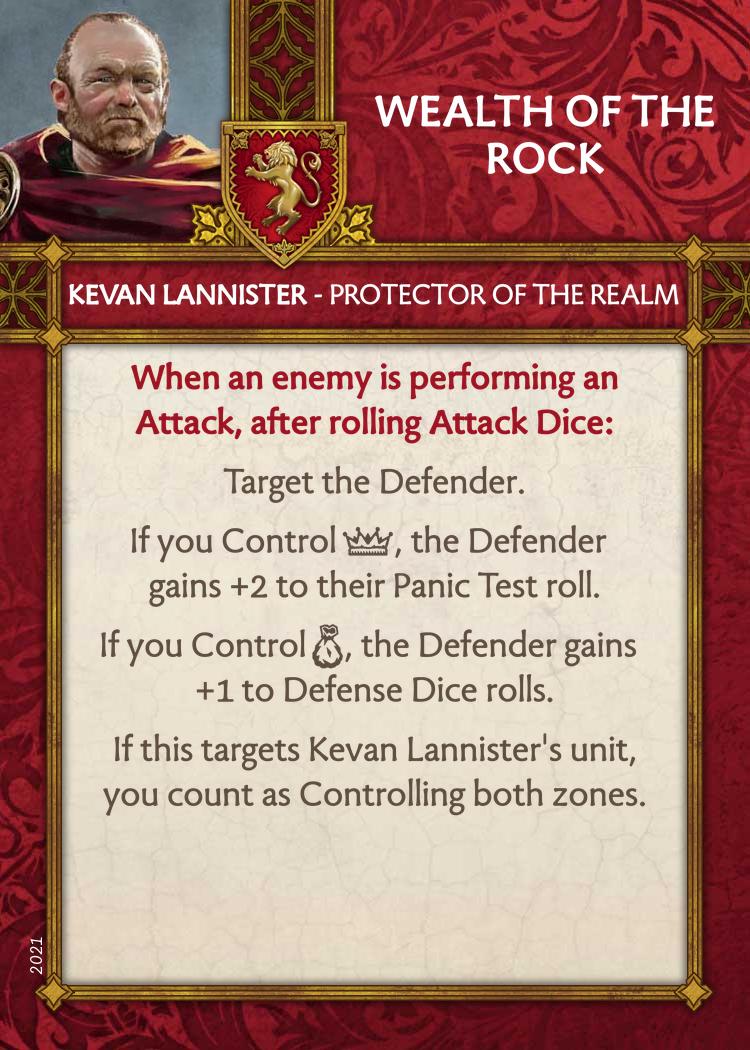 WEALTH OF THE
ROCK
KEVAN LANNISTER - PROTECTOR OF THE REALM
When an enemy is performing an
Attack, after rolling Attack Dice:
Target the Defender.
If you Control , the Defender
gains +2 to their Panic Test roll.
If you Control , the Defender gains
+1 to Defense Dice rolls.
If this targets Kevan Lannister's unit,
you count as Controlling both zones.
2021